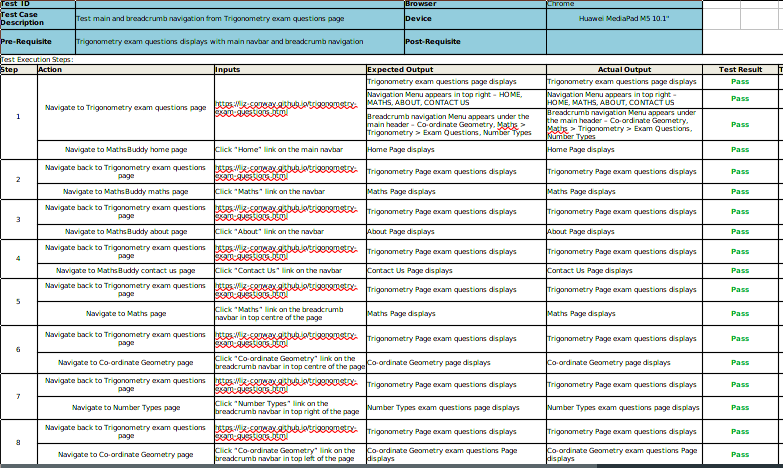 Test ID
Browser
Chrome
Test Case
Description
Test main and breadcrumb navigation from Trigonometry exam questions page
Device
Huawei MediaPad M5 10.1"
Pre-Requisite
Trigonometry exam questions displays with main navbar and breadcrumb navigation
Post-Requisite
Test Execution Steps:
Step
Action
Inputs
Expected Output
Actual Output
Test Result
T
1
Navigate to Trigonometry exam questions page
https://liz-conway.github.io/trigonometry-
exam-questions.html
Trigonometry exam questions Page displays
Trigonometry exam questions Page displays
Pass
Navigation Menu appears in top right – HOME,
MATHS, ABOUT, CONTACT US
Navigation Menu appears in top right –
HOME, MATHS, ABOUT, CONTACT US
Pass
Breadcrumb navigation Menu appears under the
main header – Co-ordinate Geometry, Maths >
Trigonometry > Exam Questions, Number Types
Breadcrumb navigation Menu appears under
the main header – Co-ordinate Geometry,
Maths > Trigonometry > Exam Questions,
Number Types
Pass
Navigate to MathsBuddy home page
Click “Home” link on the main navbar
Home Page displays
Home Page displays
Pass
2
Navigate back to Trigonometry exam questions
page
https://liz-conway.github.io/trigonometry-
exam-questions.html
Trigonometry Page exam questions displays
Trigonometry Page exam questions displays
Pass
Navigate to MathsBuddy maths page
Click “Maths” link on the navbar
Maths Page displays
Maths Page displays
Pass
3
Navigate back to Trigonometry exam questions
page
https://liz-conway.github.io/trigonometry-
exam-questions.html
Trigonometry Page exam questions displays
Trigonometry Page exam questions displays
Pass
Navigate to MathsBuddy about page
Click “About” link on the navbar
About Page displays
About Page displays
Pass
4
Navigate back to Trigonometry exam questions
page
https://liz-conway.github.io/trigonometry-
exam-questions.html
Trigonometry Page exam questions displays
Trigonometry Page exam questions displays
Pass
Navigate to MathsBuddy contact us page
Click “Contact Us” link on the navbar
Contact Us Page displays
Contact Us Page displays
Pass
5
Navigate back to Trigonometry exam questions
page
https://liz-conway.github.io/trigonometry-
exam-questions.html
Trigonometry Page exam questions displays
Trigonometry Page exam questions displays
Pass
Navigate to Maths page
Click “Maths” link on the breadcrumb
navbar in top centre of the page
Maths Page displays
Maths Page displays
Pass
6
Navigate back to Trigonometry exam questions
page
https://liz-conway.github.io/trigonometry-
exam-questions.html
Trigonometry Page exam questions displays
Trigonometry Page exam questions displays
Pass
Navigate to Co-ordinate Geometry page
Click “Co-ordinate Geometry” link on the
breadcrumb navbar in top centre of the page
Co-ordinate Geometry page displays
Co-ordinate Geometry page displays
Pass
7
Navigate back to Trigonometry exam questions
page
https://liz-conway.github.io/trigonometry-
exam-questions.html
Trigonometry Page exam questions displays
Trigonometry Page exam questions displays
Pass
Navigate to Number Types page
Click “Number Types” link on the
breadcrumb navbar in top right of the page
Number Types exam questions page displays
Number Types exam questions page displays
Pass
8
Navigate back to Trigonometry exam questions
page
https://liz-conway.github.io/trigonometry-
exam-questions.html
Trigonometry Page exam questions displays
Trigonometry Page exam questions displays
Pass
Navigate to Co-ordinate Geometry page
Click “Co-ordinate Geometry” link on the
breadcrumb navbar in top left of the page
Co-ordinate Geometry exam questions Page
displays
Co-ordinate Geometry exam questions Page
displays
Pass